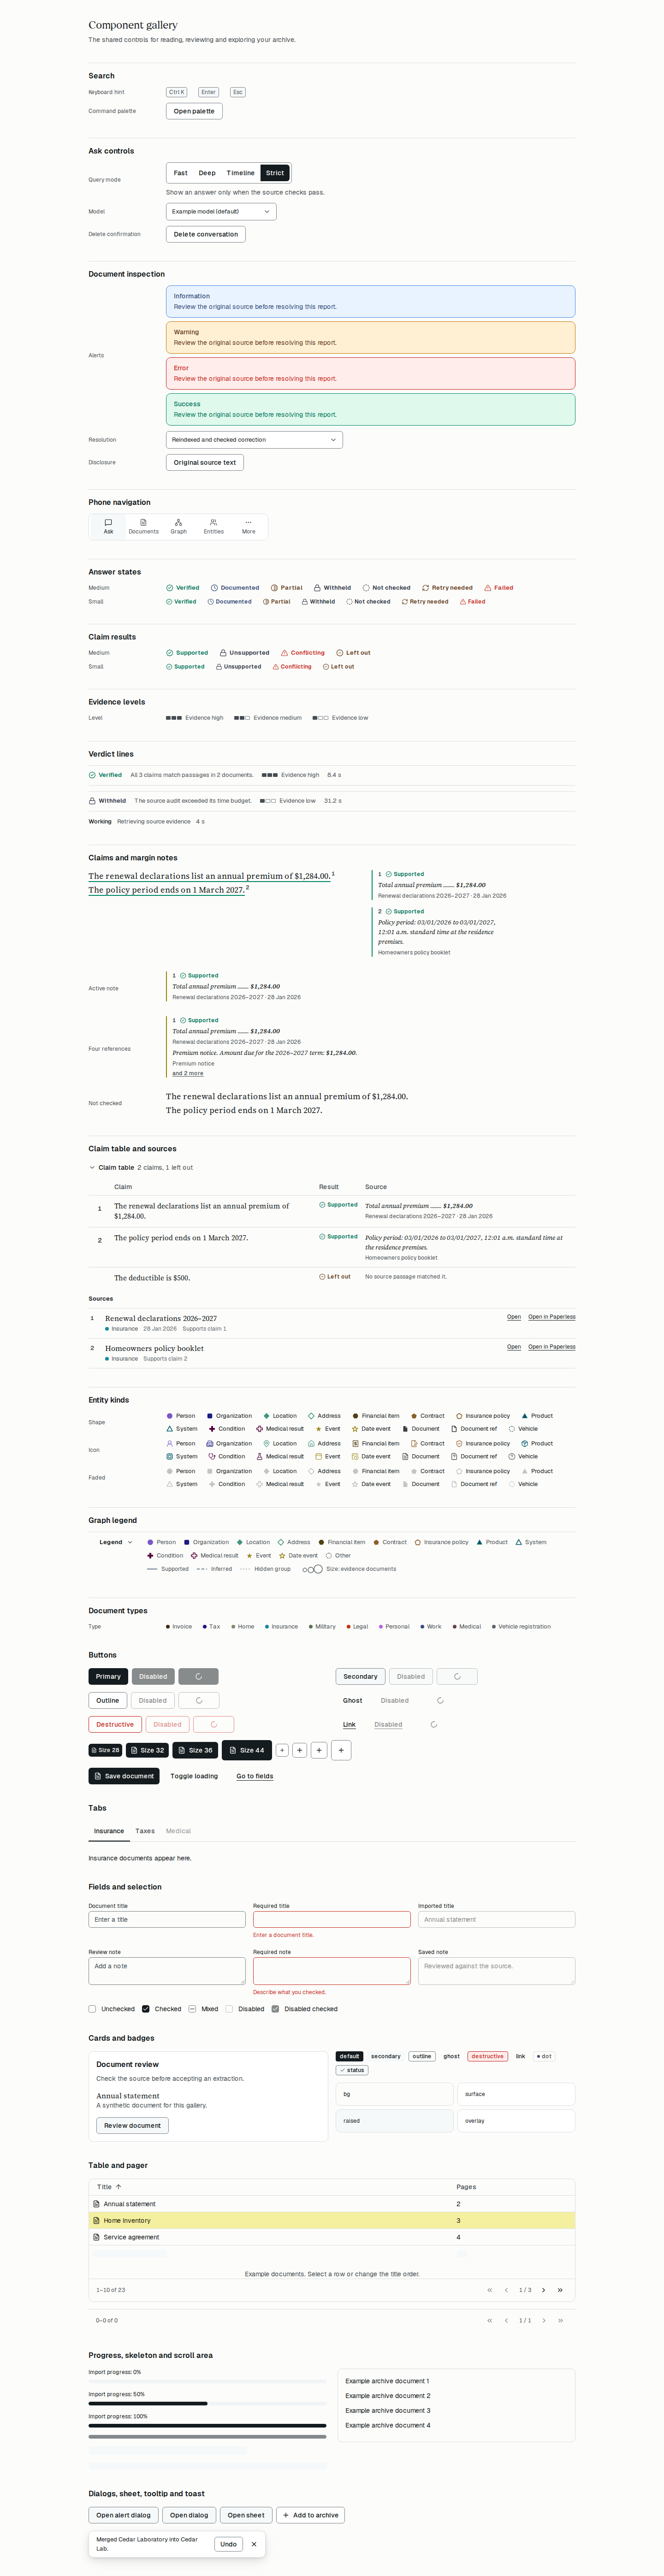 Component gallery
The shared controls for reading, reviewing and exploring your archive.
Search
Keyboard hint Ctrl K Enter Esc
Command palette Open palette
Ask controls
Query mode Fast Deep Timeline Strict
Show an answer only when the source checks pass.
Model Example model (default)
Delete confirmation Delete conversation
Document inspection
Alerts
Information
Review the original source before resolving this report.
Warning
Review the original source before resolving this report.
Error
Review the original source before resolving this report.
Success
Review the original source before resolving this report.
Resolution Reindexed and checked correction
Disclosure Original source text
Phone navigation
Ask Documents Graph Entities More
Answer states
Medium Verified Documented Partial Withheld Not checked Retry needed Failed
Small Verified Documented Partial Withheld Not checked Retry needed Failed
Claim results
Medium Supported Unsupported Conflicting Left out
Small Supported Unsupported Conflicting Left out
Evidence levels
Level Evidence high Evidence medium Evidence low
Verdict lines
Verified All 3 claims match passages in 2 documents. Evidence high 8.4 s
Withheld The source audit exceeded its time budget. Evidence low 31.2 s
Working Retrieving source evidence 4 s
Claims and margin notes
The renewal declarations list an annual premium of $1,284.00. 1
The policy period ends on 1 March 2027. 2
1 Supported
Total annual premium ........ $1,284.00
Renewal declarations 2026–2027 · 28 Jan 2026
2 Supported
Policy period: 03/01/2026 to 03/01/2027,
12:01 a.m. standard time at the residence
premises.
Homeowners policy booklet
Active note
1 Supported
Total annual premium ........ $1,284.00
Renewal declarations 2026–2027 · 28 Jan 2026
Four references
1 Supported
Total annual premium ........ $1,284.00
Renewal declarations 2026–2027 · 28 Jan 2026
Premium notice. Amount due for the 2026–2027 term: $1,284.00.
Premium notice
and 2 more
Not checked
The renewal declarations list an annual premium of $1,284.00.
The policy period ends on 1 March 2027.
Claim table and sources
Claim table 2 claims, 1 left out
Claim Result Source
1 The renewal declarations list an annual premium of
$1,284.00.
Supported
Total annual premium ........ $1,284.00
Renewal declarations 2026–2027 · 28 Jan 2026
2 The policy period ends on 1 March 2027.
Supported
Policy period: 03/01/2026 to 03/01/2027, 12:01 a.m. standard time at
the residence premises.
Homeowners policy booklet
The deductible is $500. Left out No source passage matched it.
Sources
1 Renewal declarations 2026–2027 Open Open in Paperless
Insurance 28 Jan 2026 Supports claim 1
2 Homeowners policy booklet Open Open in Paperless
Insurance Supports claim 2
Entity kinds
Shape
Person Organization Location Address Financial item Contract Insurance policy Product
System Condition Medical result Event Date event Document Document ref Vehicle
Icon
Person Organization Location Address Financial item Contract Insurance policy Product
System Condition Medical result Event Date event Document Document ref Vehicle
Faded
Person Organization Location Address Financial item Contract Insurance policy Product
System Condition Medical result Event Date event Document Document ref Vehicle
Graph legend
Legend Person Organization Location Address Financial item Contract Insurance policy Product System
Condition Medical result Event Date event Other
Supported Inferred Hidden group Size: evidence documents
Document types
Type Invoice Tax Home Insurance Military Legal Personal Work Medical Vehicle registration
Buttons
Primary Disabled
Secondary Disabled
Outline Disabled
Ghost Disabled
Destructive Disabled
Link Disabled
Size 28 Size 32 Size 36 Size 44
Save document Toggle loading Go to fields
Tabs
Insurance Taxes Medical
Insurance documents appear here.
Fields and selection
Document title Required title Imported title
Enter a title Annual statement
Enter a document title.
Review note Required note Saved note
Add a note Reviewed against the source.
Describe what you checked.
Unchecked Checked Mixed Disabled Disabled checked
Cards and badges
Document review
Check the source before accepting an extraction.
Annual statement
A synthetic document for this gallery.
Review document
default secondary outline ghost destructive link dot
status
bg surface
raised overlay
Table and pager
Title Pages
Annual statement 2
Home inventory 3
Service agreement 4
Example documents. Select a row or change the title order.
1–10 of 23 1 / 3
0–0 of 0 1 / 1
Progress, skeleton and scroll area
Import progress: 0%
Import progress: 50%
Import progress: 100%
Example archive document 1
Example archive document 2
Example archive document 3
Example archive document 4
Dialogs, sheet, tooltip and toast
Open alert dialog Open dialog Open sheet Add to archive
Merged Cedar Laboratory into Cedar
Lab.
Undo